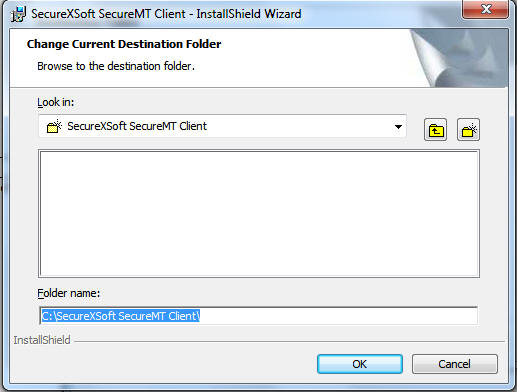 SecureXSoft SecureMT Client - InstallShield Wizard
Change Current Destination Folder
Browse to the destination folder.
Look in:
SecureXSoft SecureMT Client
Folder name:
C:\SecureXSoft SecureMT Client\
InstallShield
OK
Cancel